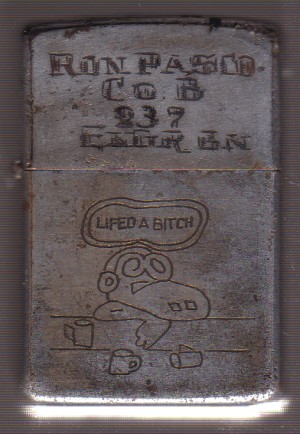 RON PASCO
CO B
937
ENGR BN
LIFED A BITCH